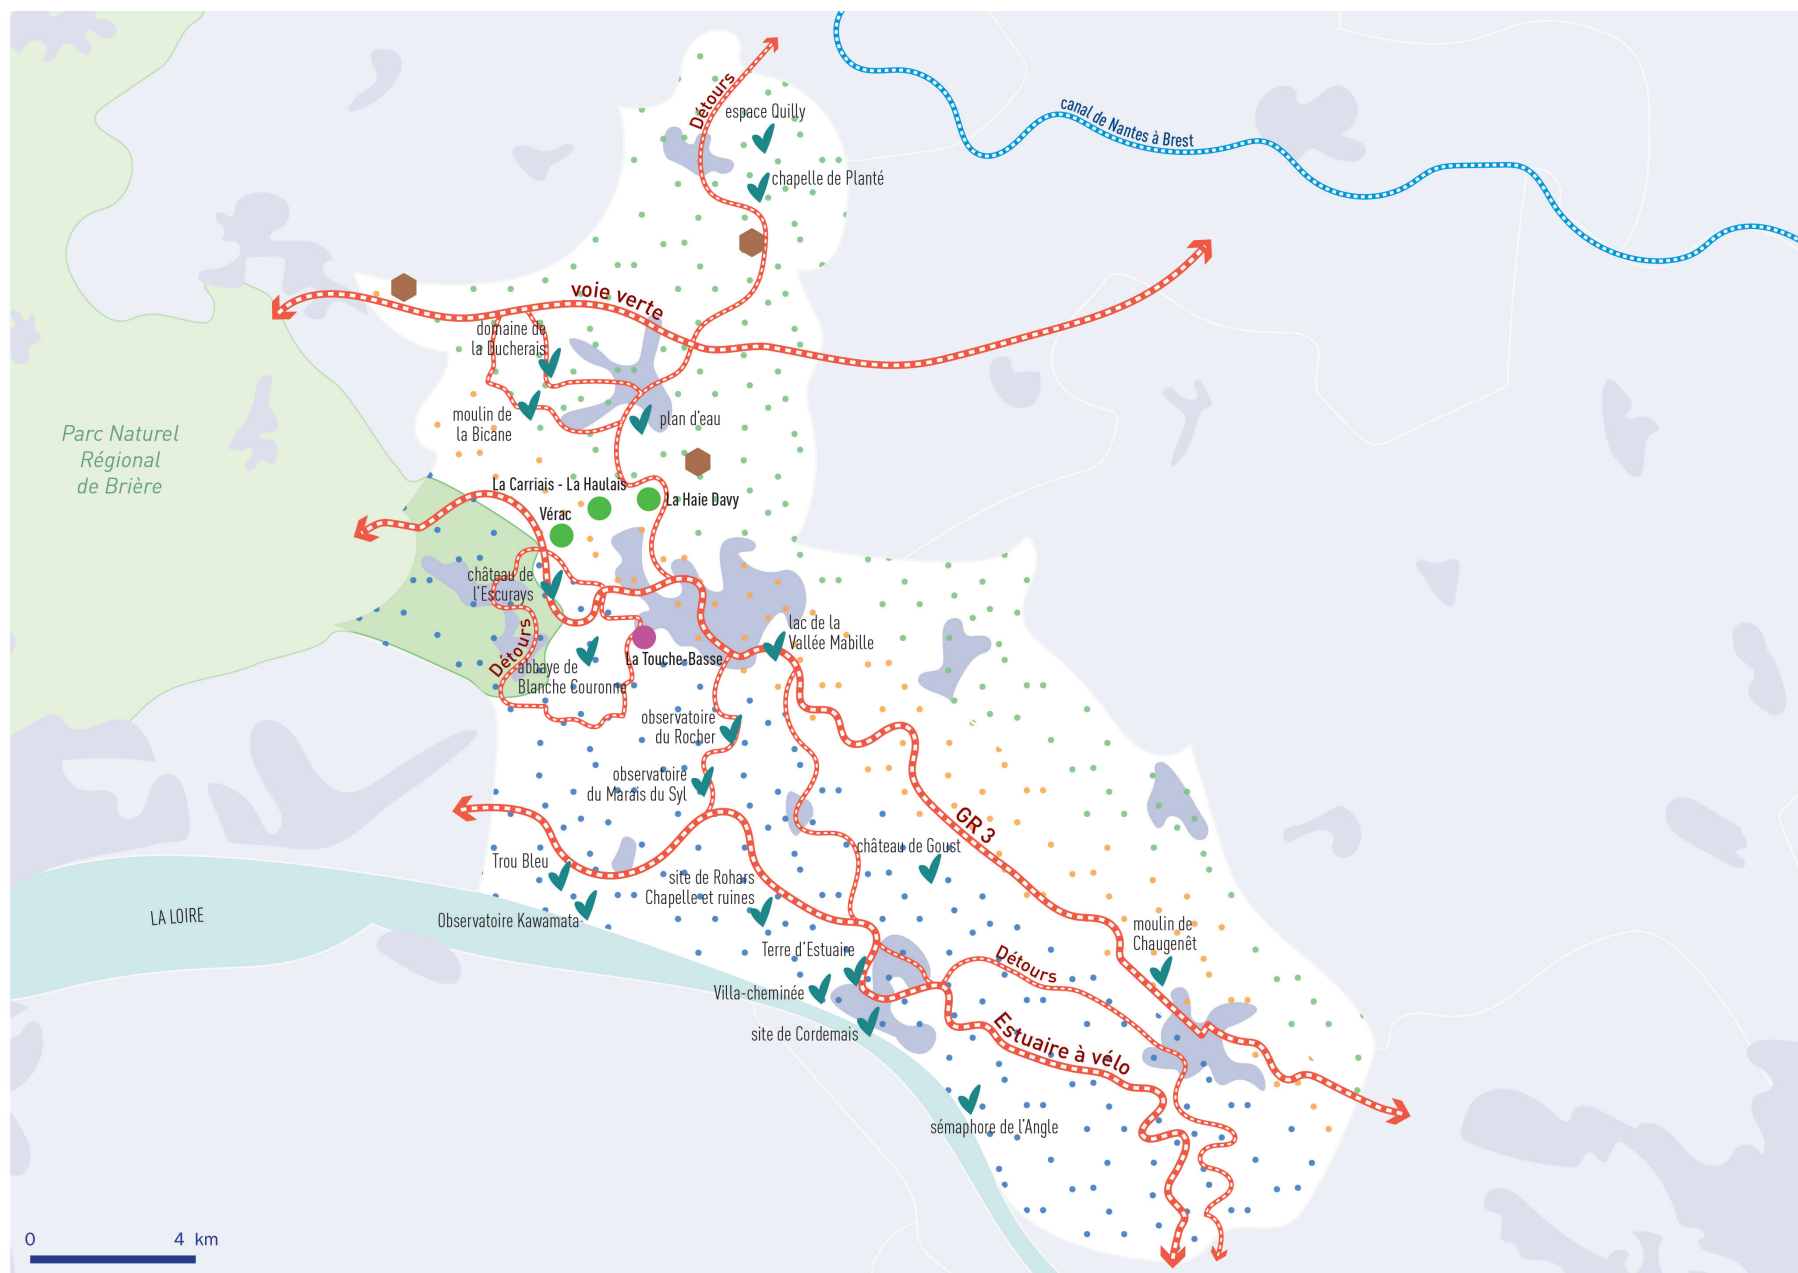 Détours
espace Quilly
canal de Nantes à Brest
chapelle de Planté
voie verte
domaine de
la Ducherais
moulin de
la Bicane
plan d'eau
Parc Naturel
Régional
de Brière
La Carriais - La Haulais
La Haie Davy
Vérac
château de
l'Escurays
Détours
lac de la
Vallée Mabille
La Touche-Basse
abbaye de
Blanche Couronne
observatoire
du Rocher
observatoire
du Marais du Syl
GR 3
château de Goust
Trou Bleu
site de Rohars
Chapelle et ruines
Observatoire Kawamata
LA LOIRE
moulin de
Chaugenêt
Terre d'Estuaire
Détours
Villa-cheminée
site de Cordemais
Estuaire à vélo
sémaphore de l'Angle
0 4 km